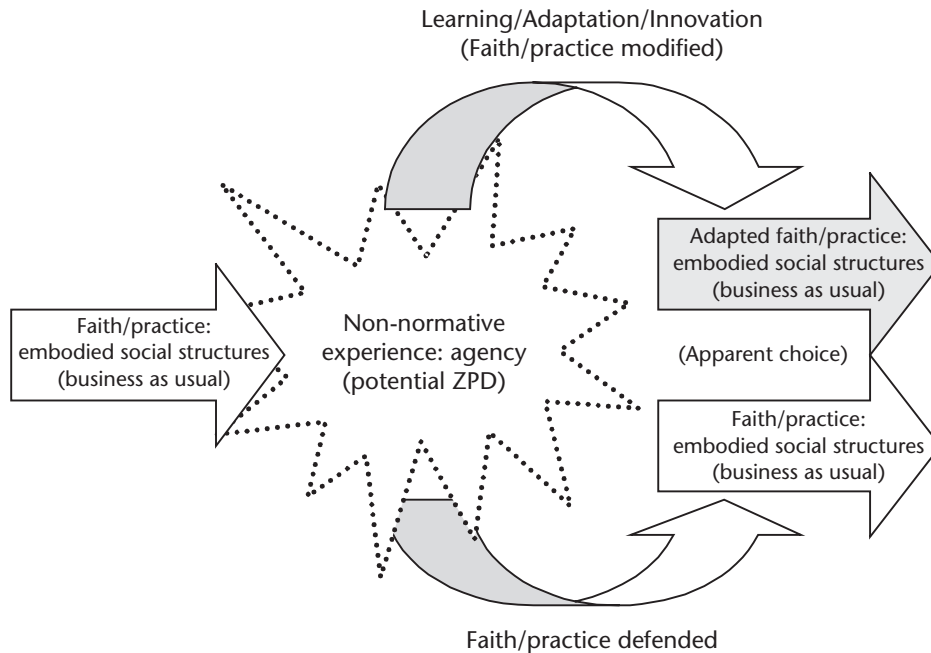 Learning/Adaptation/Innovation
(Faith/practice modified)
Faith/practice:
embodied social structures
(business as usual)
Non-normative
experience: agency
(potential ZPD)
Adapted faith/practice:
embodied social structures
(business as usual)
(Apparent choice)
Faith/practice:
embodied social structures
(business as usual)
Faith/practice defended